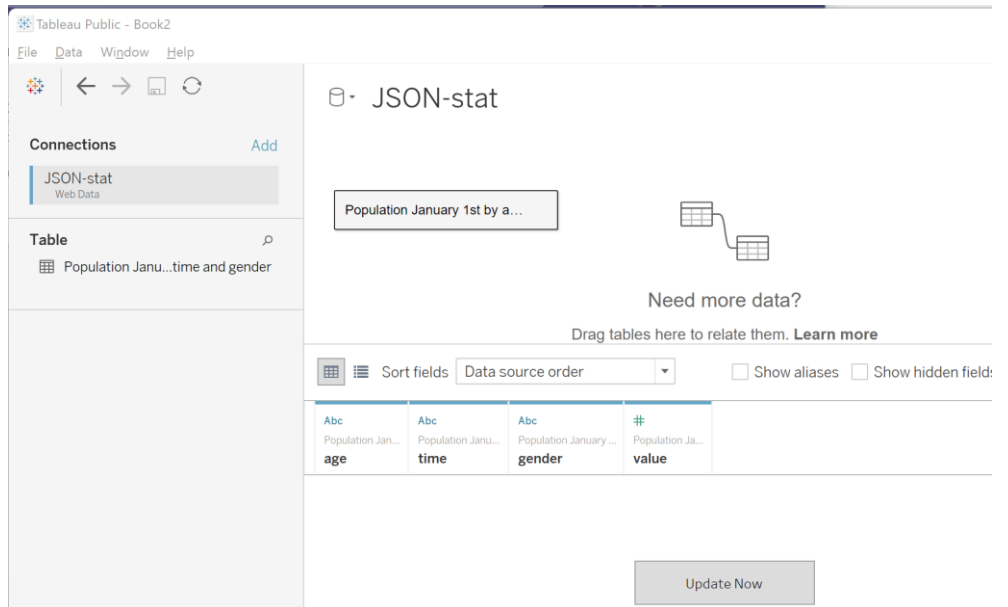 Tableau Public - Book2
File Data Window Help
Connections Add
JSON-stat
Web Data
Table
Population Janu...time and gender
JSON-stat
Population January 1st by a...
Need more data?
Drag tables here to relate them. Learn more
Sort fields Data source order Show aliases Show hidden fields
Abc Abc Abc #
Population Jan... Population Janu... Population January ... Population Ja...
age time gender value
Update Now